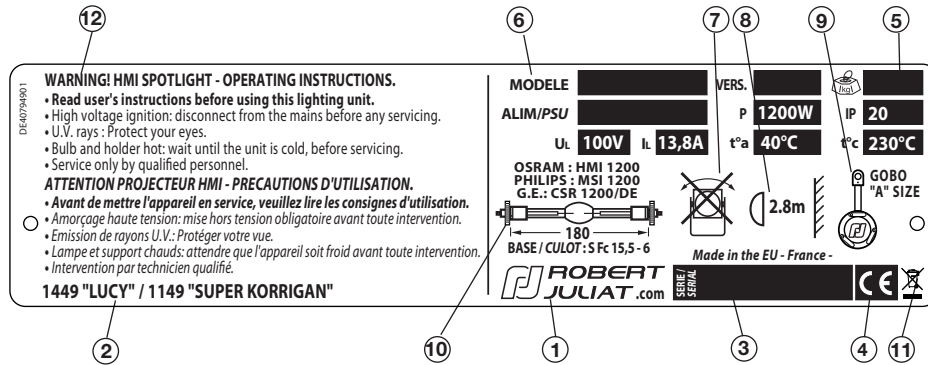 12
6
7
8
9
5
DE40794901
WARNING! HMI SPOTLIGHT - OPERATING INSTRUCTIONS.
• Read user's instructions before using this lighting unit.
• High voltage ignition: disconnect from the mains before any servicing.
• U.V. rays : Protect your eyes.
• Bulb and holder hot: wait until the unit is cold, before servicing.
• Service only by qualified personnel.
ATTENTION PROJECTEUR HMI - PRECAUTIONS D'UTILISATION.
• Avant de mettre l'appareil en service, veuillez lire les consignes d'utilisation.
• Amorçage haute tension: mise hors tension obligatoire avant toute intervention.
• Emission de rayons U.V.: Protéger votre vue.
• Lampe et support chauds: attendre que l'appareil soit froid avant toute intervention.
• Intervention par technicien qualifié.
1449 "LUCY" / 1149 "SUPER KORRIGAN"
MODELE VERS. (kg)
ALIM/PSU P 1200W IP 20
UL 100V IL 13,8A t°a 40°C t°c 230°C
OSRAM : HMI 1200
PHILIPS : MSI 1200
G.E.: CSR 1200/DE
180
BASE / CULOT : S Fc 15,5 - 6
2.8m
GOBO
"A" SIZE
Made in the EU - France -
ROBERT
JULIAT .com
SERIE /
SERIAL
CE
2
10
1
3
4
11